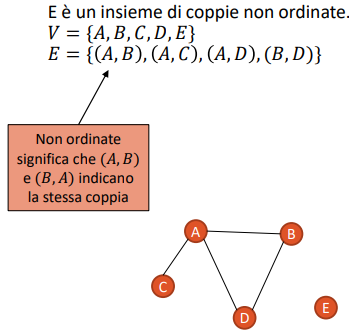 E è un insieme di coppie non ordinate.
V = {A, B, C, D, E}
E = {(A, B), (A, C), (A, D), (B, D)}
Non ordinate
significa che (A, B)
e (B, A) indicano
la stessa coppia
A
B
C
E
D